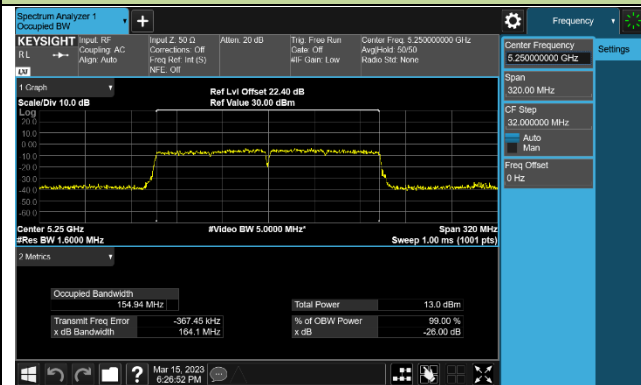 Spectrum Analyzer 1
Occupied BW
+
Frequency
KEYSIGHT
RL
Input: RF
Coupling: AC
Align: Auto
Input Z: 50 Ω
Corrections: Off
Freq Ref: Int (S)
NFE: Off
Atten: 20 dB
Trig: Free Run
Gate: Off
#IF Gain: Low
Center Freq: 5.250000000 GHz
Avg|Hold: 50/50
Radio Std: None
Center Frequency
5.250000000 GHz
Settings
Span
320.00 MHz
CF Step
32.000000 MHz
Auto
Man
Freq Offset
0 Hz
1 Graph
Scale/Div 10.0 dB
Ref Lvl Offset 22.40 dB
Ref Value 30.00 dBm
Log
20.0
10.0
0.00
-10.0
-20.0
-30.0
-40.0
-50.0
-60.0
Center 5.25 GHz
#Res BW 1.6000 MHz
#Video BW 5.0000 MHz*
Span 320 MHz
Sweep 1.00 ms (1001 pts)
2 Metrics
Occupied Bandwidth
154.94 MHz
Total Power 13.0 dBm
Transmit Freq Error -367.45 kHz
% of OBW Power 99.00 %
x dB Bandwidth 164.1 MHz
x dB -26.00 dB
?
Mar 15, 2023
6:26:52 PM